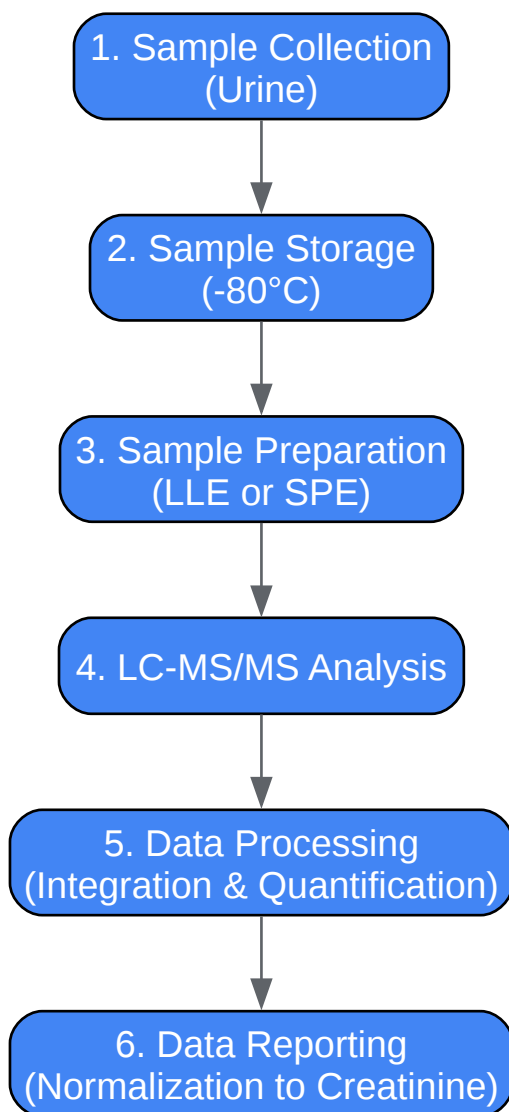 1. Sample Collection
(Urine)
2. Sample Storage
(-80°C)
3. Sample Preparation
(LLE or SPE)
4. LC-MS/MS Analysis
5. Data Processing
(Integration & Quantification)
6. Data Reporting
(Normalization to Creatinine)